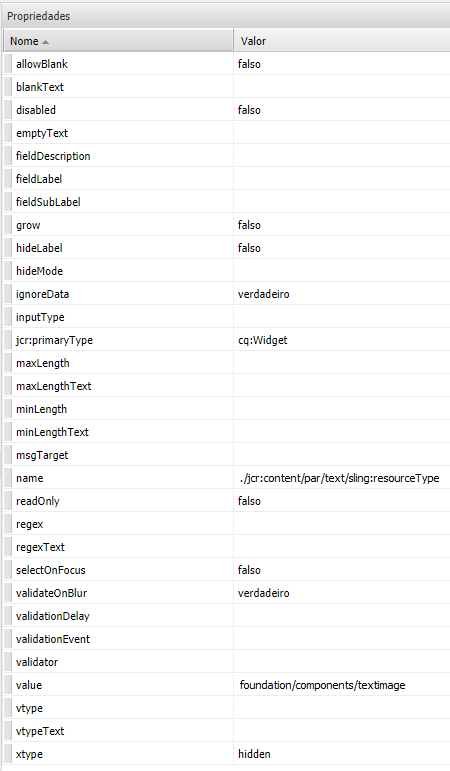 Propriedades
Nome Valor
allowBlank falso
blankText
disabled falso
emptyText
fieldDescription
fieldLabel
fieldSubLabel
grow falso
hideLabel falso
hideMode
ignoreData verdadeiro
inputType
jcr:primaryType cq:Widget
maxLength
maxLengthText
minLength
minLengthText
msgTarget
name ./jcr:content/par/text/sling:resourceType
readOnly falso
regex
regexText
selectOnFocus falso
validateOnBlur verdadeiro
validationDelay
validationEvent
validator
value foundation/components/textimage
vtype
vtypeText
xtype hidden